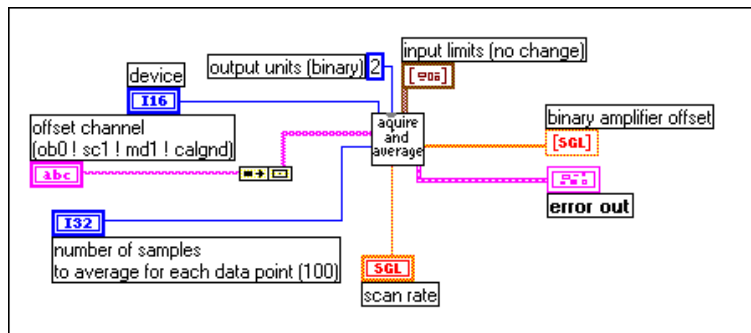 input limits (no change)
output units (binary) 2
device
I16
offset channel
(ob0 ! sc1 ! md1 ! calgnd)
abc
aquire
and
average
binary amplifier offset
[SGL]
error out
I32
number of samples
to average for each data point (100)
SGL
scan rate